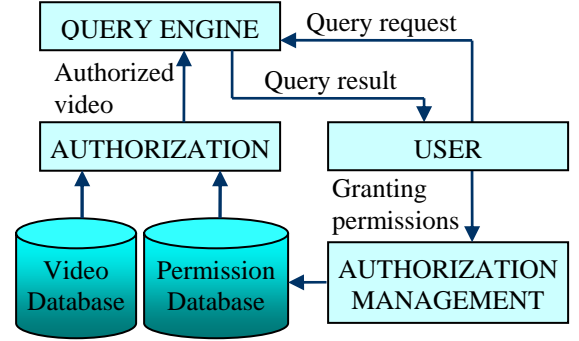 QUERY ENGINE
Query request
Authorized
video
Query result
AUTHORIZATION
USER
Granting
permissions
Video
Database
Permission
Database
AUTHORIZATION
MANAGEMENT